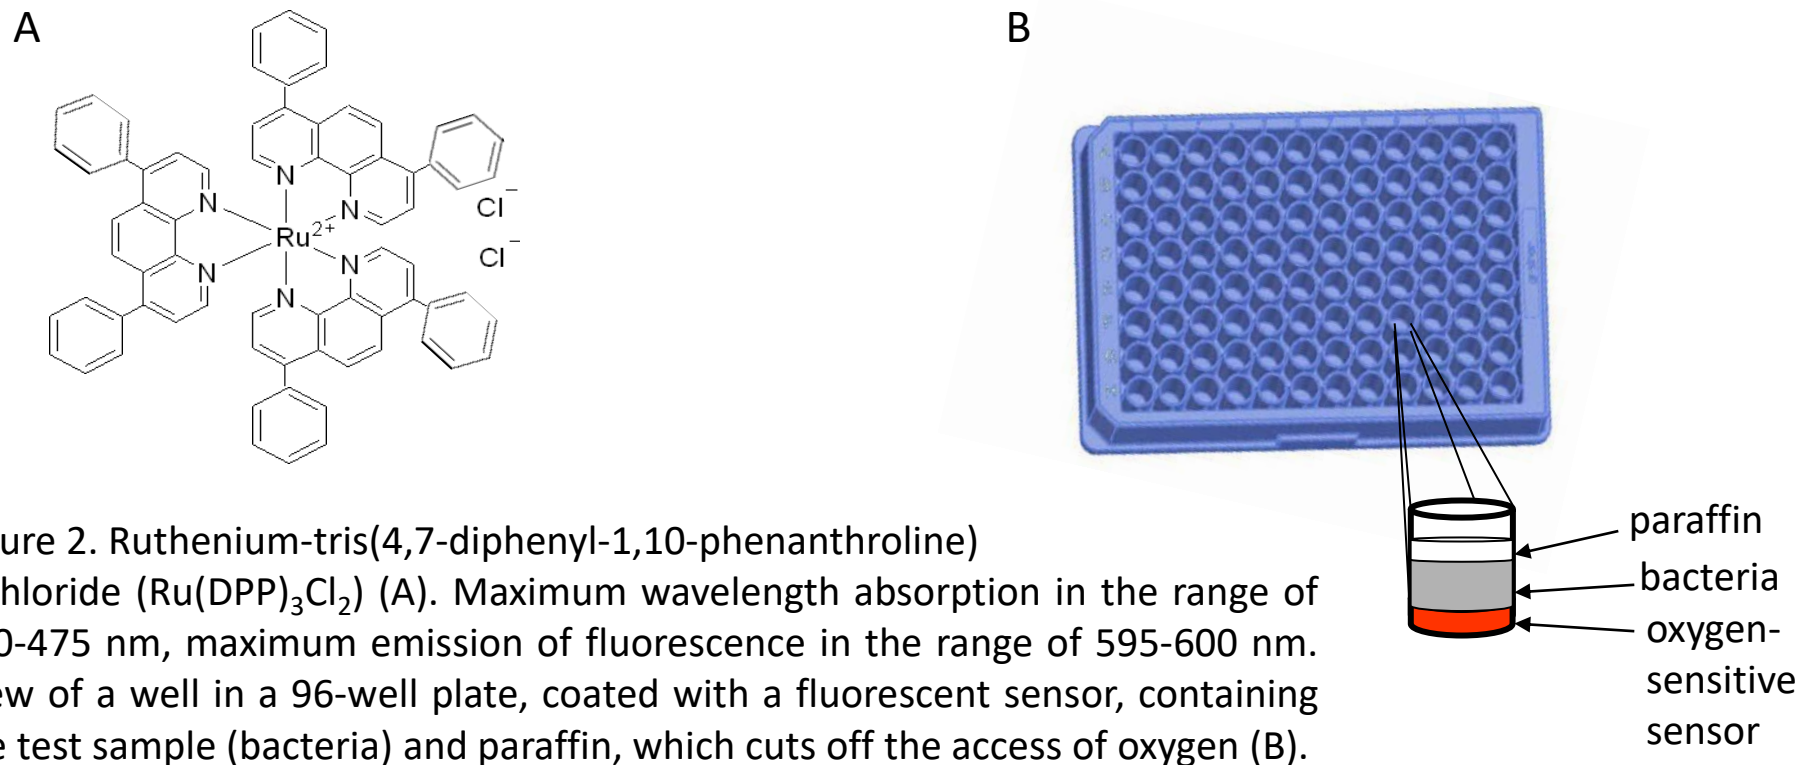 A
B
N
N
N
N
N
N
Ru2+
Cl−
Cl−
paraffin
bacteria
oxygen-
sensitive
sensor
ure 2. Ruthenium-tris(4,7-diphenyl-1,10-phenanthroline)
hloride (Ru(DPP)3Cl2) (A). Maximum wavelength absorption in the range of
0-475 nm, maximum emission of fluorescence in the range of 595-600 nm.
ew of a well in a 96-well plate, coated with a fluorescent sensor, containing
e test sample (bacteria) and paraffin, which cuts off the access of oxygen (B).